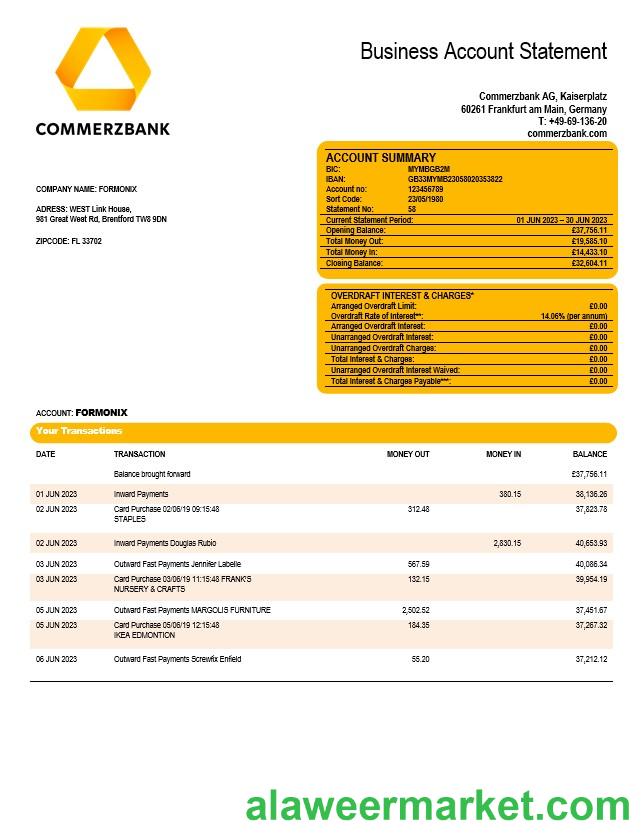 COMMERZBANK
Business Account Statement
Commerzbank AG, Kaiserplatz
60261 Frankfurt am Main, Germany
T: +49-69-136-20
commerzbank.com
COMPANY NAME: FORMONIX
ADRESS: WEST Link House,
981 Great West Rd, Brentford TW8 9DN
ZIPCODE: FL 33702
ACCOUNT SUMMARY
BIC: MYMBGB2M
IBAN: GB33MYMB23058020353822
Account no: 123456789
Sort Code: 23/05/1980
Statement No: 58
Current Statement Period: 01 JUN 2023 – 30 JUN 2023
Opening Balance: £37,756.11
Total Money Out: £19,585.10
Total Money In: £14,433.10
Closing Balance: £32,604.11
OVERDRAFT INTEREST & CHARGES*
Arranged Overdraft Limit: £0.00
Overdraft Rate of Interest**: 14.06% (per annum)
Arranged Overdraft Interest: £0.00
Unarranged Overdraft Interest: £0.00
Unarranged Overdraft Charges: £0.00
Total Interest & Charges: £0.00
Unarranged Overdraft Interest Waived: £0.00
Total Interest & Charges Payable***: £0.00
ACCOUNT: FORMONIX
Your Transactions
DATE TRANSACTION MONEY OUT MONEY IN BALANCE
Balance brought forward £37,756.11
01 JUN 2023 Inward Payments 380.15 38,136.26
02 JUN 2023 Card Purchase 02/06/19 09:15:48 312.48 37,823.78
STAPLES
02 JUN 2023 Inward Payments Douglas Rubio 2,830.15 40,653.93
03 JUN 2023 Outward Fast Payments Jennifer Labelle 567.59 40,086.34
03 JUN 2023 Card Purchase 03/06/19 11:15:48 FRANK'S 132.15 39,954.19
NURSERY & CRAFTS
05 JUN 2023 Outward Fast Payments MARGOLIS FURNITURE 2,502.52 37,451.67
05 JUN 2023 Card Purchase 05/06/19 12:15:48 184.35 37,267.32
IKEA EDMONTION
06 JUN 2023 Outward Fast Payments Screwfix Enfield 55.20 37,212.12
alaweermarket.com